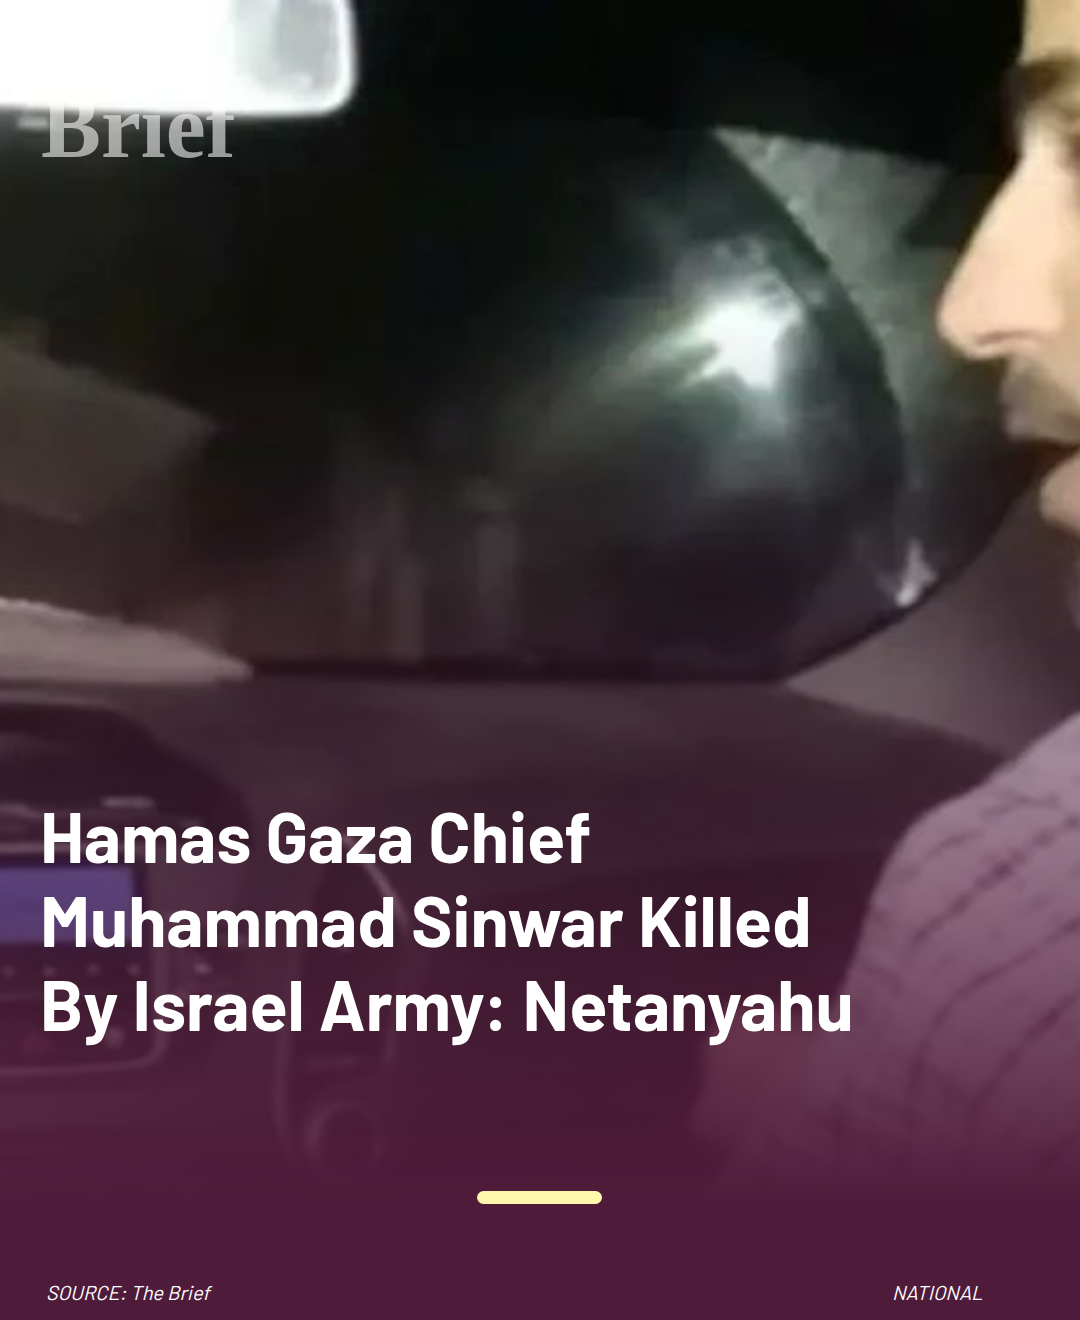 Brief
Hamas Gaza Chief
Muhammad Sinwar Killed
By Israel Army: Netanyahu
SOURCE: The Brief
NATIONAL